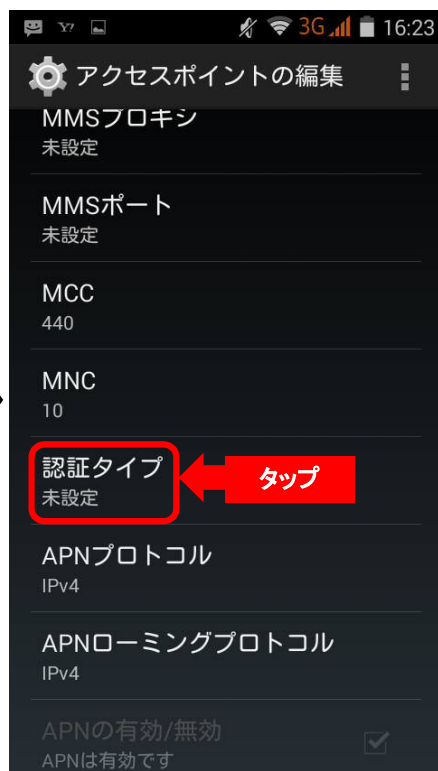 Y? 3G 16:23
アクセスポイントの編集
MMSプロキシ
未設定
MMSポート
未設定
MCC
440
MNC
10
認証タイプ
未設定
タップ
APNプロトコル
IPv4
APNローミングプロトコル
IPv4
APNの有効/無効
APNは有効です